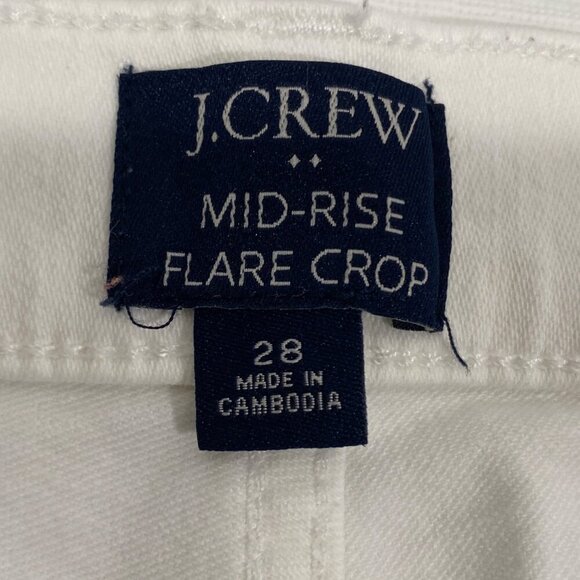 J.CREW
MID-RISE
FLARE CROP
28
MADE IN
CAMBODIA